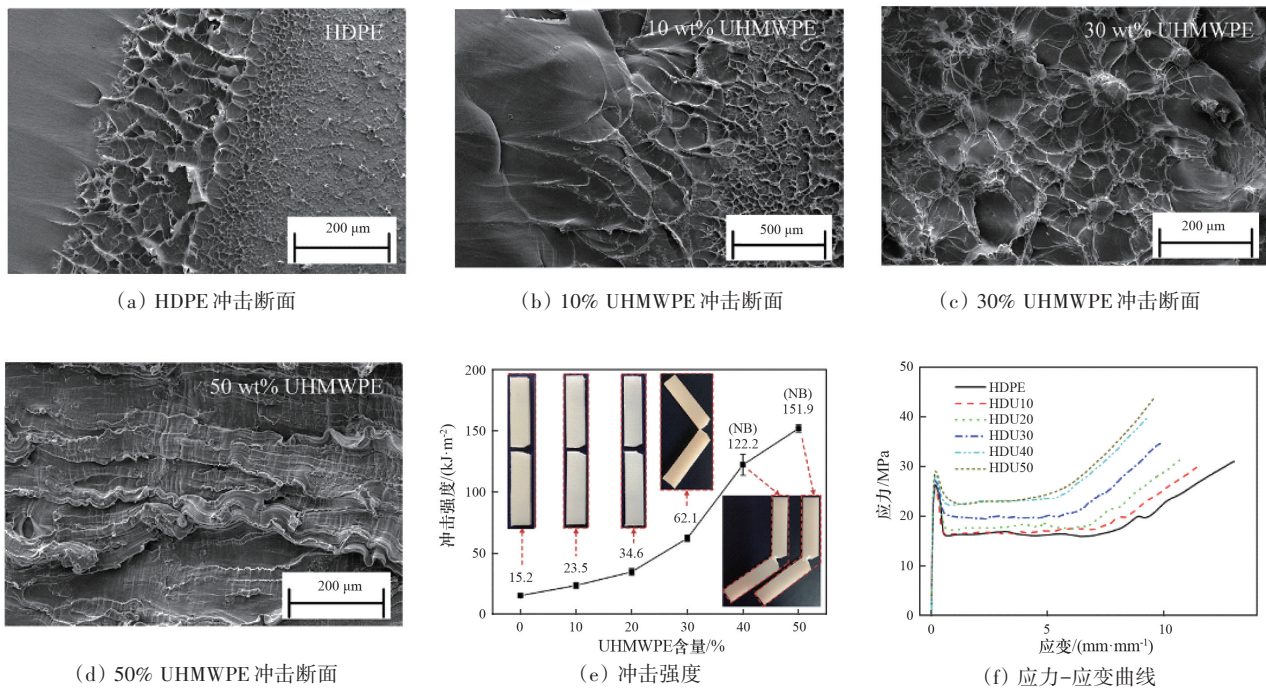 HDPE
200 μm
(a) HDPE 冲击断面
10 wt% UHMWPE
500 μm
(b) 10% UHMWPE 冲击断面
30 wt% UHMWPE
200 μm
(c) 30% UHMWPE 冲击断面
50 wt% UHMWPE
200 μm
(d) 50% UHMWPE 冲击断面
200
150
100
50
0
冲击强度/(kJ·m⁻²)
15.2
23.5
34.6
62.1
(NB)
122.2
(NB)
151.9
0 10 20 30 40 50
UHMWPE含量/%
(e) 冲击强度
50
40
30
20
10
0
应力/MPa
HDPE
HDU10
HDU20
HDU30
HDU40
HDU50
0 5 10
应变/(mm·mm⁻¹)
(f) 应力-应变曲线